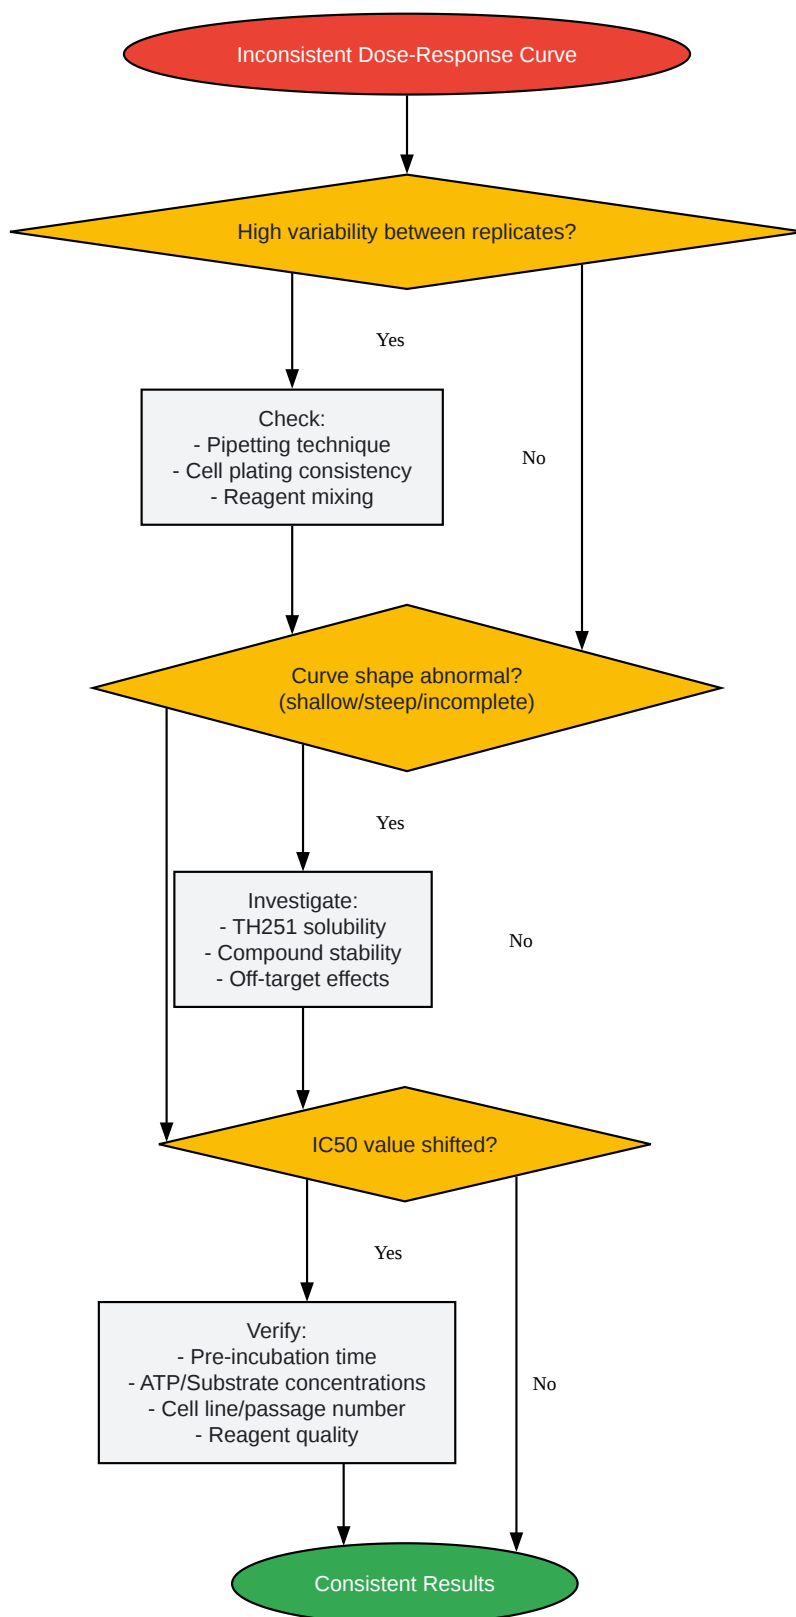 Inconsistent Dose-Response Curve
High variability between replicates?
Yes
Check:
- Pipetting technique
- Cell plating consistency
- Reagent mixing
No
Curve shape abnormal?
(shallow/steep/incomplete)
Yes
Investigate:
- TH251 solubility
- Compound stability
- Off-target effects
No
IC50 value shifted?
Yes
Verify:
- Pre-incubation time
- ATP/Substrate concentrations
- Cell line/passage number
- Reagent quality
No
Consistent Results